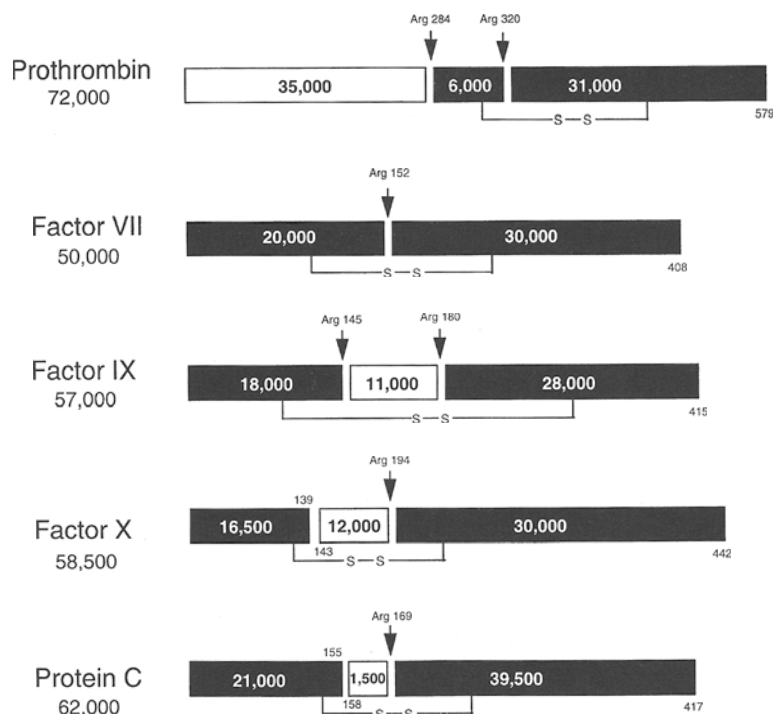 Arg 284 Arg 320
Prothrombin
72,000
35,000 6,000 31,000
S S
579
Arg 152
Factor VII
50,000
20,000 30,000
S S
408
Arg 145 Arg 180
Factor IX
57,000
18,000 11,000 28,000
S S
415
Arg 194
139
Factor X
58,500
16,500 12,000 30,000
143
S S
442
Arg 169
155
Protein C
62,000
21,000 1,500 39,500
158
S S
417